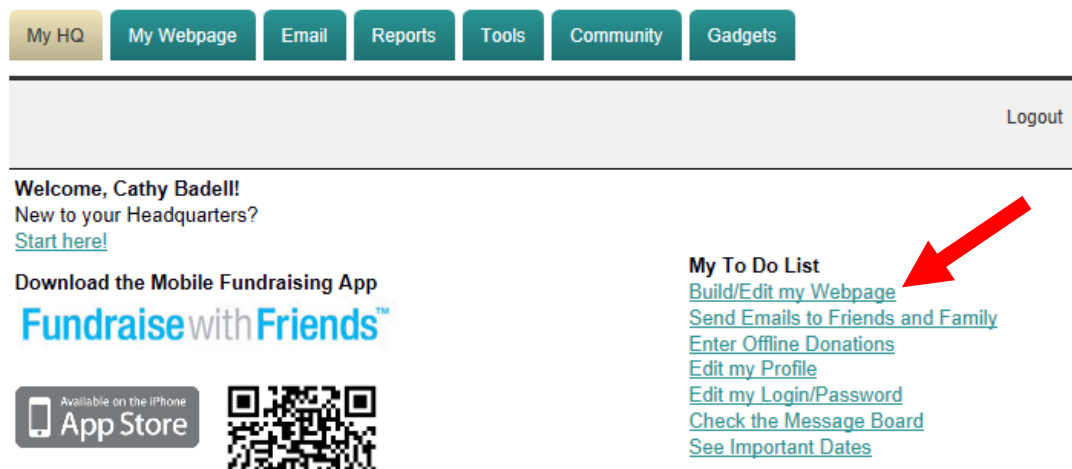 My HQ
My Webpage
Email
Reports
Tools
Community
Gadgets
Logout
Welcome, Cathy Badell!
New to your Headquarters?
Start here!
Download the Mobile Fundraising App
Fundraise with Friends™
Available on the iPhone
App Store
My To Do List
Build/Edit my Webpage
Send Emails to Friends and Family
Enter Offline Donations
Edit my Profile
Edit my Login/Password
Check the Message Board
See Important Dates